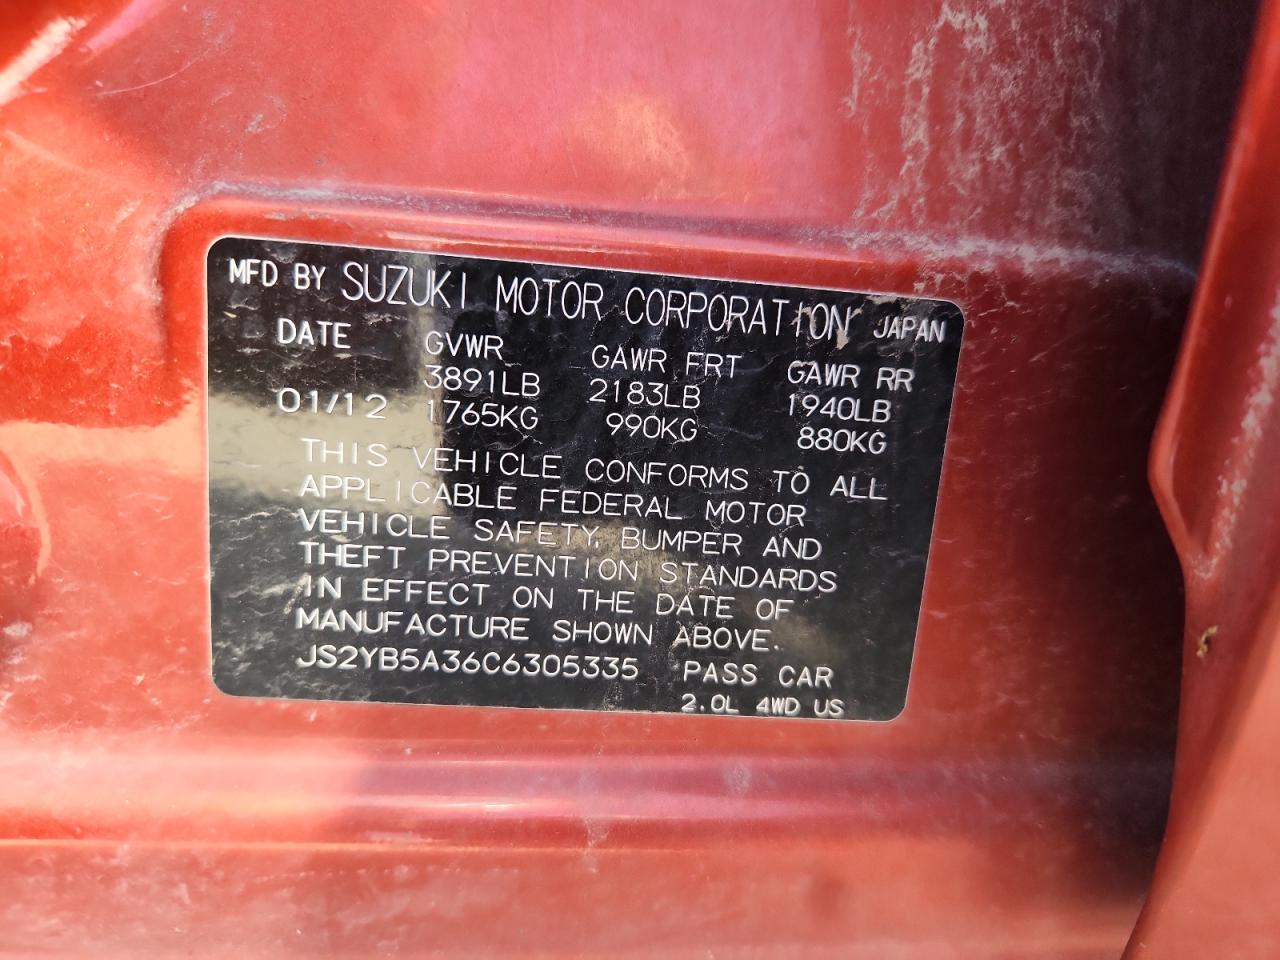 MFD BY SUZUKI MOTOR CORPORATION JAPAN
DATE GVWR GAWR FRT GAWR RR
3891LB 2183LB 1940LB
01/12 1765KG 990KG 880KG
THIS VEHICLE CONFORMS TO ALL
APPLICABLE FEDERAL MOTOR
VEHICLE SAFETY, BUMPER AND
THEFT PREVENTION STANDARDS
IN EFFECT ON THE DATE OF
MANUFACTURE SHOWN ABOVE.
JS2YB5A36C6305335 PASS CAR
2.0L 4WD US